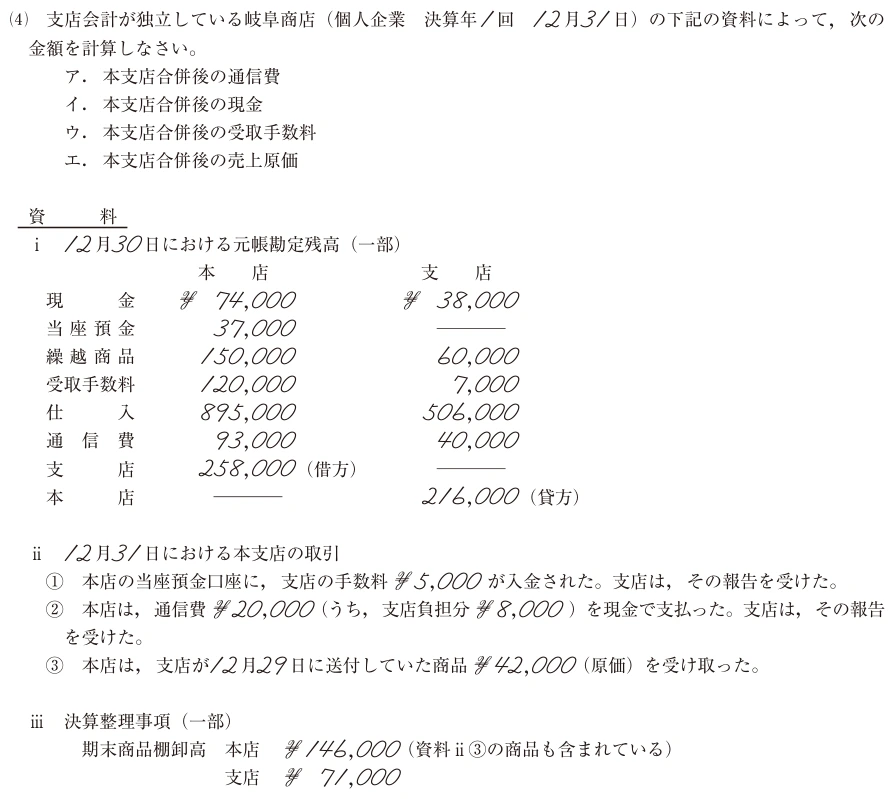 (4) 支店会計が独立している岐阜商店（個人企業 決算年1回 12月31日）の下記の資料によって，次の
金額を計算しなさい。
ア．本支店合併後の通信費
イ．本支店合併後の現金
ウ．本支店合併後の受取手数料
エ．本支店合併後の売上原価
資 料
ⅰ 12月30日における元帳勘定残高（一部）
本 店 支 店
現 金 ¥ 74,000 ¥ 38,000
当座預金 37,000 ———
繰越商品 150,000 60,000
受取手数料 120,000 7,000
仕 入 895,000 506,000
通信費 93,000 40,000
支 店 258,000（借方） ———
本 店 ——— 216,000（貸方）
ⅱ 12月31日における本支店の取引
① 本店の当座預金口座に，支店の手数料¥5,000が入金された。支店は，その報告を受けた。
② 本店は，通信費¥20,000（うち，支店負担分¥8,000）を現金で支払った。支店は，その報告
を受けた。
③ 本店は，支店が12月29日に送付していた商品¥42,000（原価）を受け取った。
ⅲ 決算整理事項（一部）
期末商品棚卸高 本店 ¥146,000（資料ⅱ③の商品も含まれている）
支店 ¥ 71,000